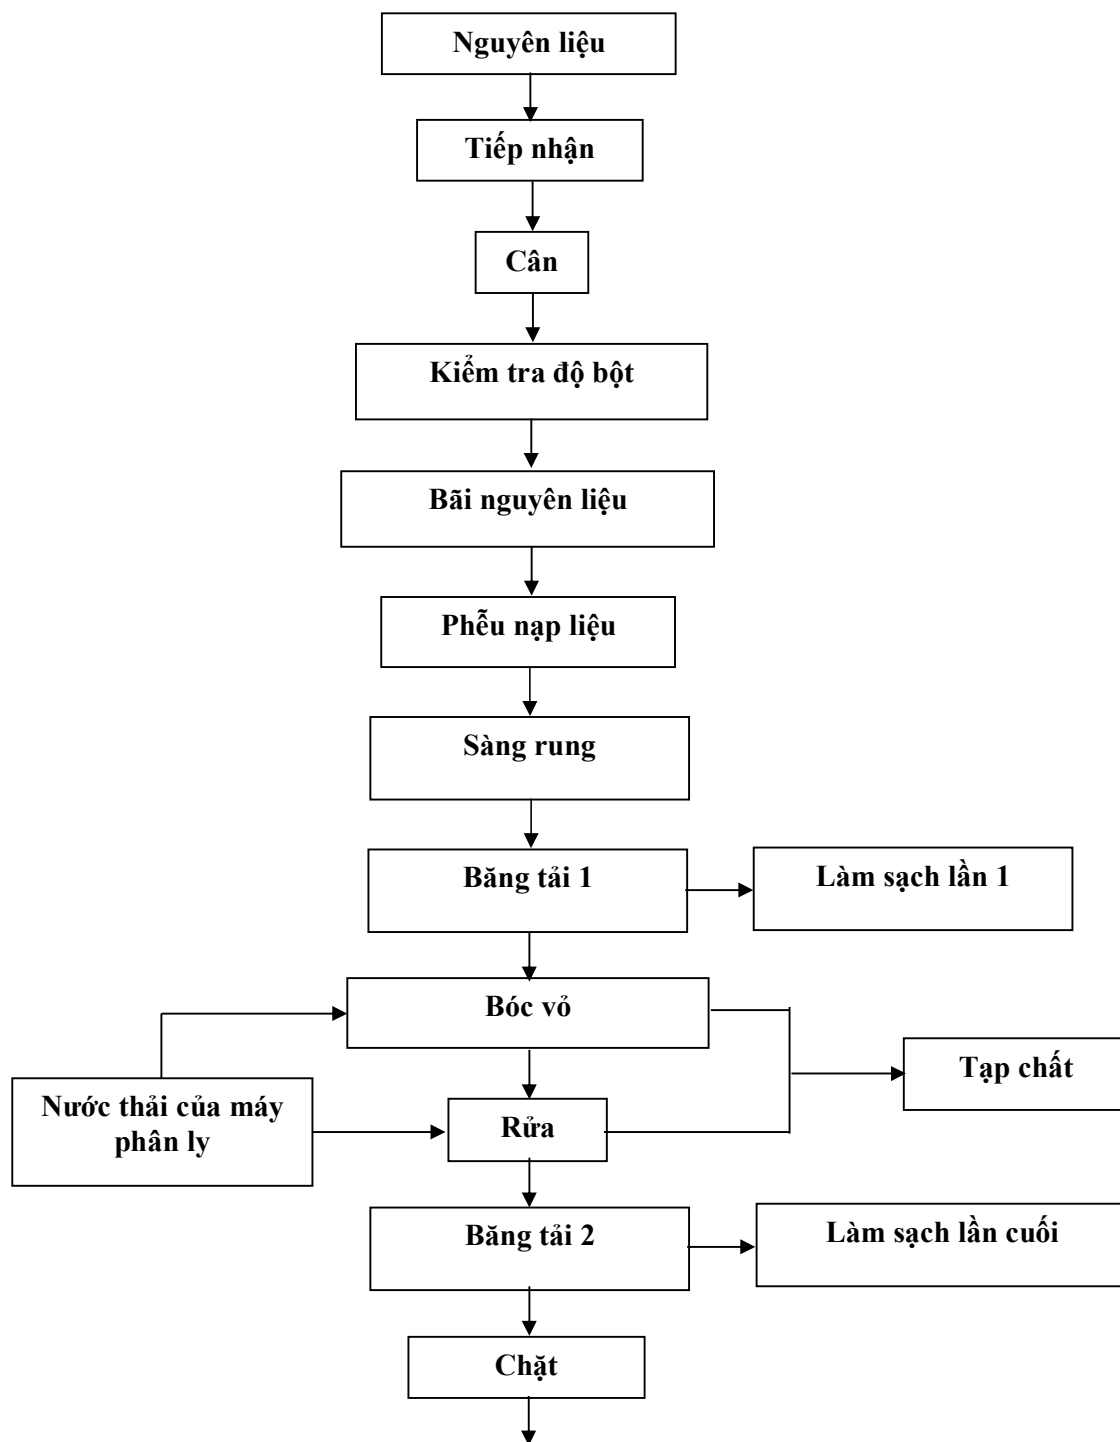 Nguyên liệu
Tiếp nhận
Cân
Kiểm tra độ bột
Bãi nguyên liệu
Phễu nạp liệu
Sàng rung
Băng tải 1
Làm sạch lần 1
Bóc vỏ
Tạp chất
Nước thải của máy
phân ly
Rửa
Băng tải 2
Làm sạch lần cuối
Chặt